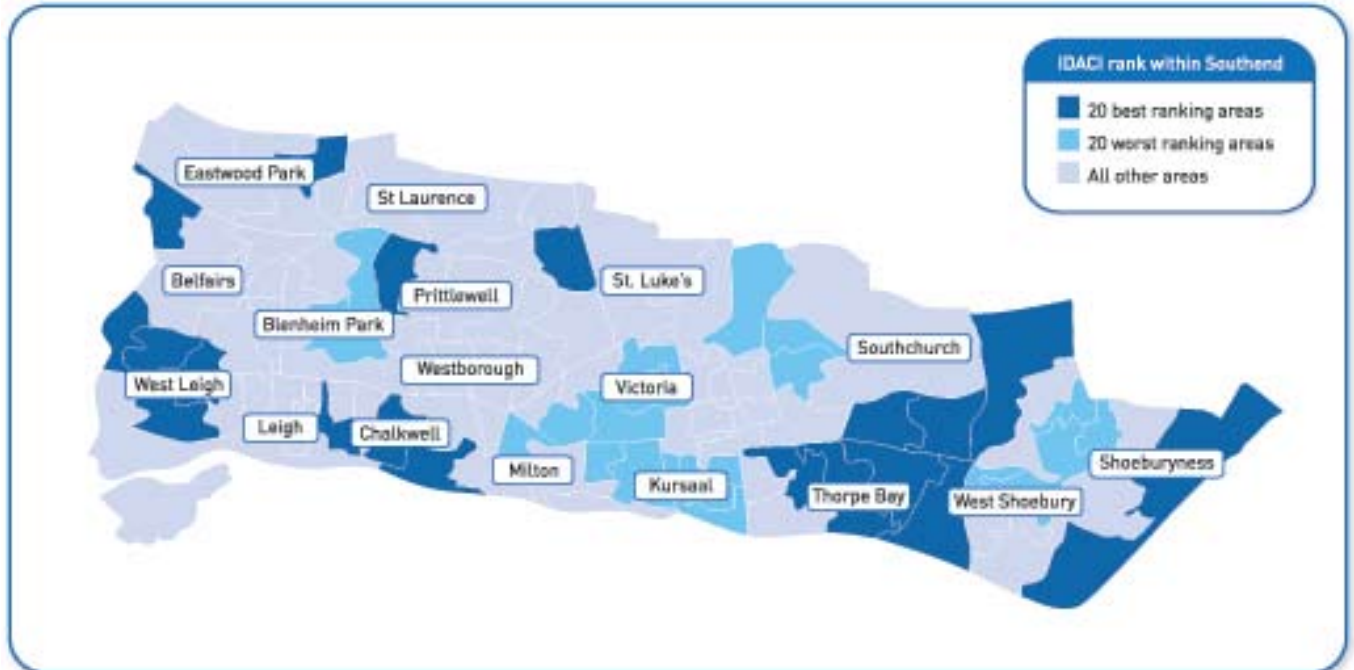 IDACI rank within Southend
20 best ranking areas
20 worst ranking areas
All other areas
Eastwood Park
St Laurence
Belfairs
St. Luke's
Prittlewell
Blenheim Park
Southchurch
Westborough
West Leigh
Victoria
Leigh
Chalkwell
Milton
Kursaal
Thorpe Bay
West Shoebury
Shoeburyness